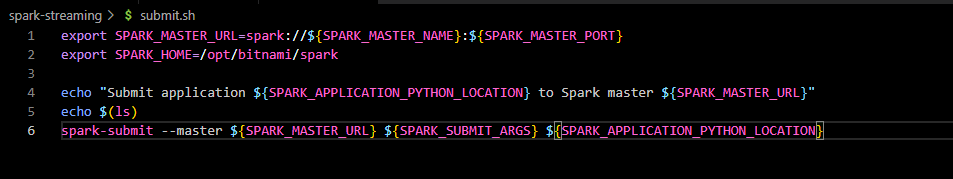 spark-streaming > $ submit.sh
1 export SPARK_MASTER_URL=spark://${SPARK_MASTER_NAME}:${SPARK_MASTER_PORT}
2 export SPARK_HOME=/opt/bitnami/spark
3
4 echo "Submit application ${SPARK_APPLICATION_PYTHON_LOCATION} to Spark master ${SPARK_MASTER_URL}"
5 echo $(ls)
6 spark-submit --master ${SPARK_MASTER_URL} ${SPARK_SUBMIT_ARGS} ${SPARK_APPLICATION_PYTHON_LOCATION}